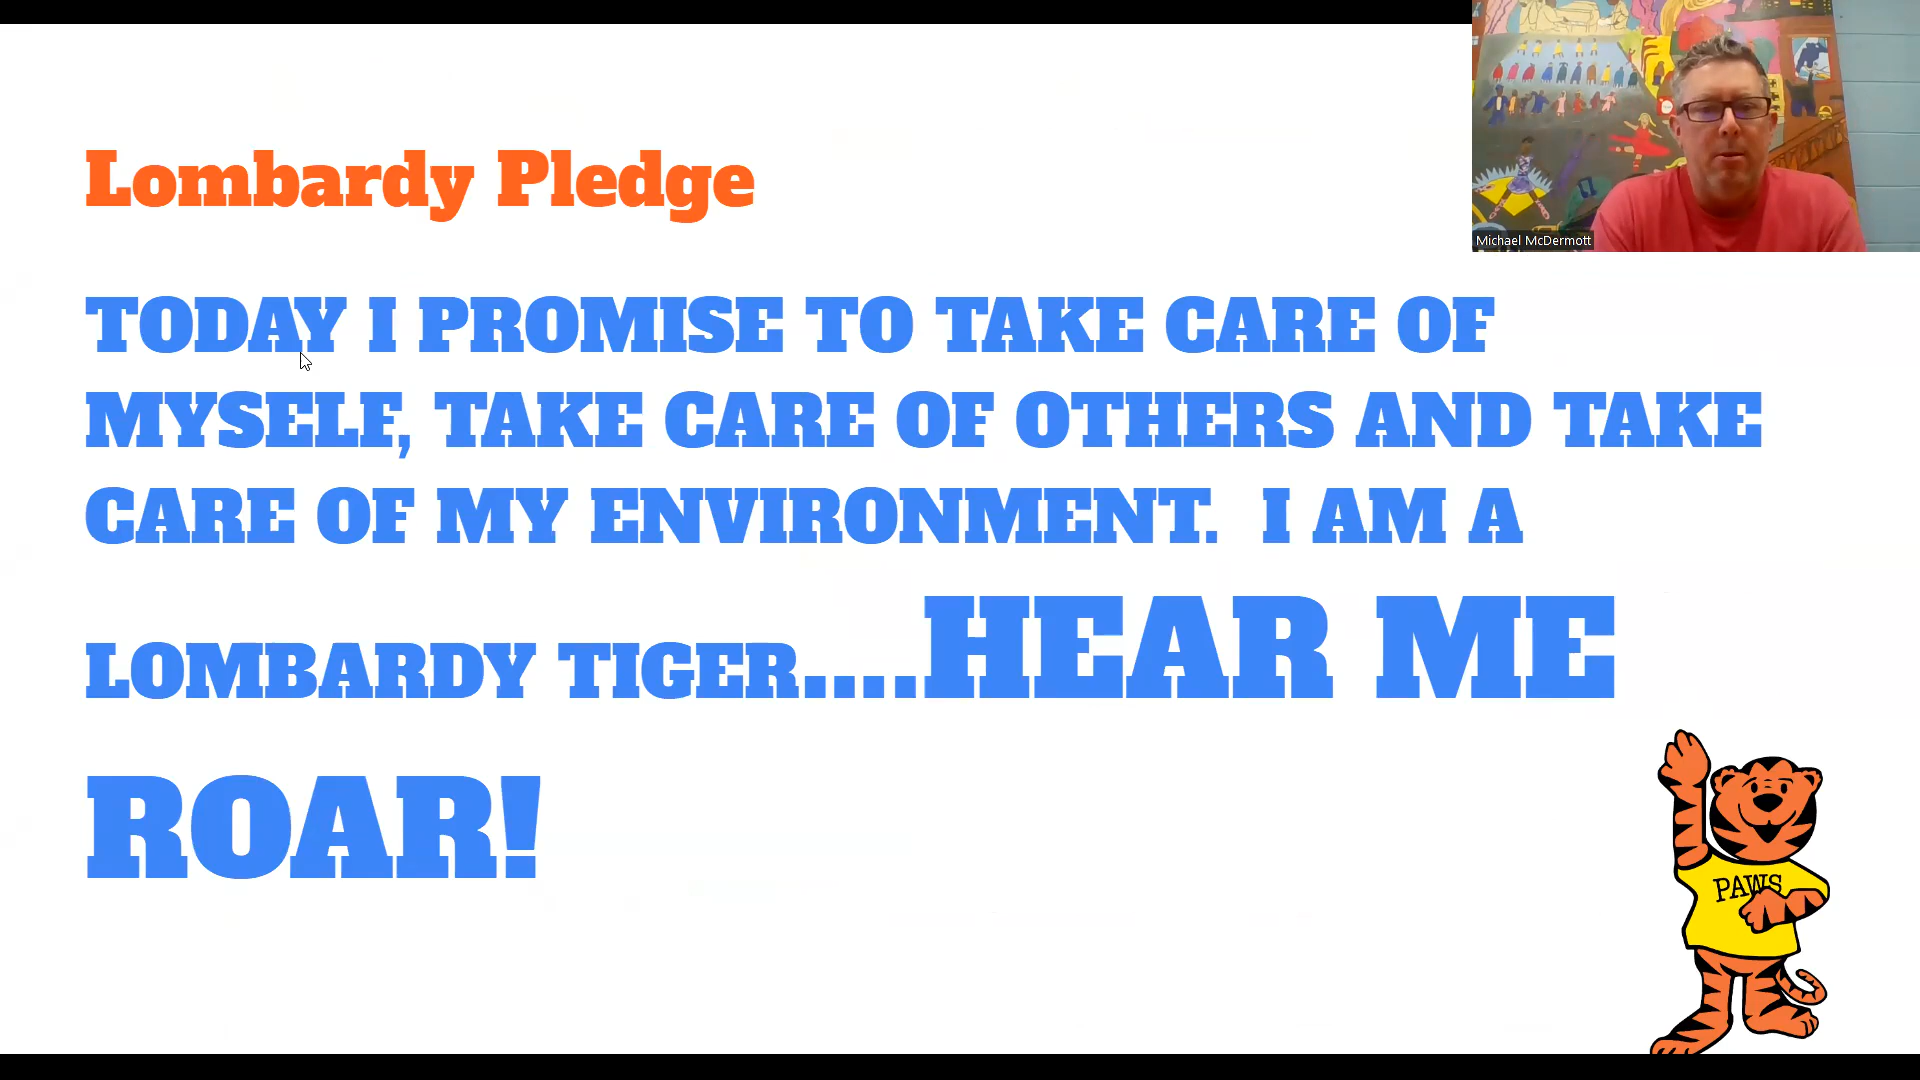 Lombardy Pledge
TODAY I PROMISE TO TAKE CARE OF
MYSELF, TAKE CARE OF OTHERS AND TAKE
CARE OF MY ENVIRONMENT.  I AM A
LOMBARDY TIGER....HEAR ME
ROAR!
Michael McDermott
PAWS